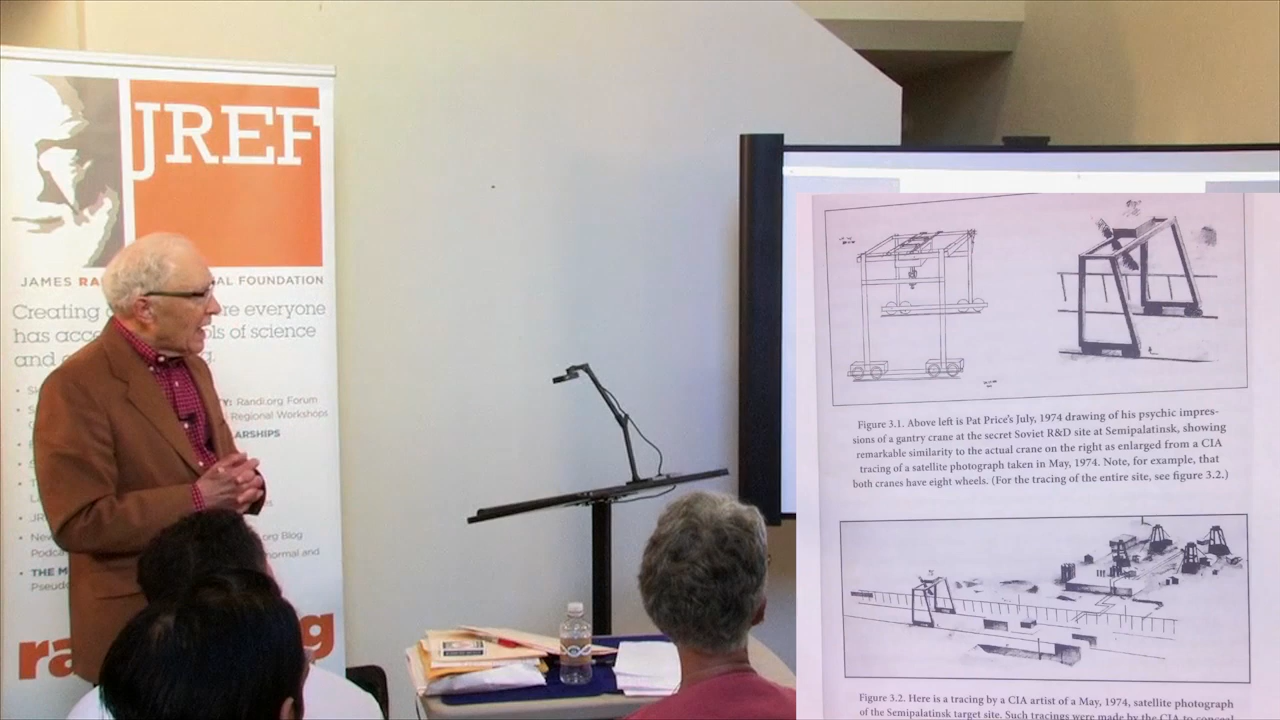 JREF
JAMES RA AL FOUNDATION
Creating re everyone
has acce ols of science
and
Y: Randi.org Forum
Regional Workshops
ARSHIPS
New .org Blog
Podca normal and
THE M
Pseud
ra g
Figure 3.1. Above left is Pat Price's July, 1974 drawing of his psychic impres-
sions of a gantry crane at the secret Soviet R&D site at Semipalatinsk, showing
remarkable similarity to the actual crane on the right as enlarged from a CIA
tracing of a satellite photograph taken in May, 1974. Note, for example, that
both cranes have eight wheels. (For the tracing of the entire site, see figure 3.2.)
Figure 3.2. Here is a tracing by a CIA artist of a May, 1974, satellite photograph
of the Semipalatinsk target site. Such tracings were made by the CIA to conceal